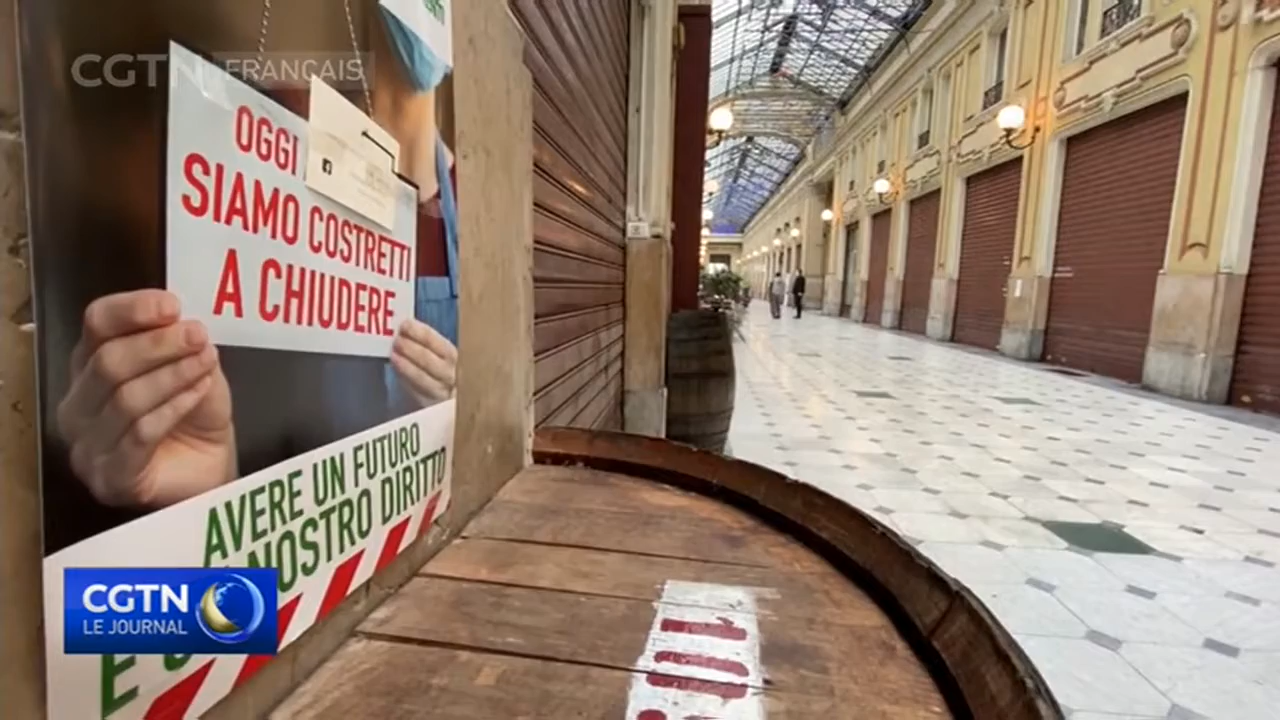 CGTN FRANÇAIS
OGGI
SIAMO COSTRETTI
A CHIUDERE
AVERE UN FUTURO
NOSTRO DIRITTO
E
CGTN
LE JOURNAL